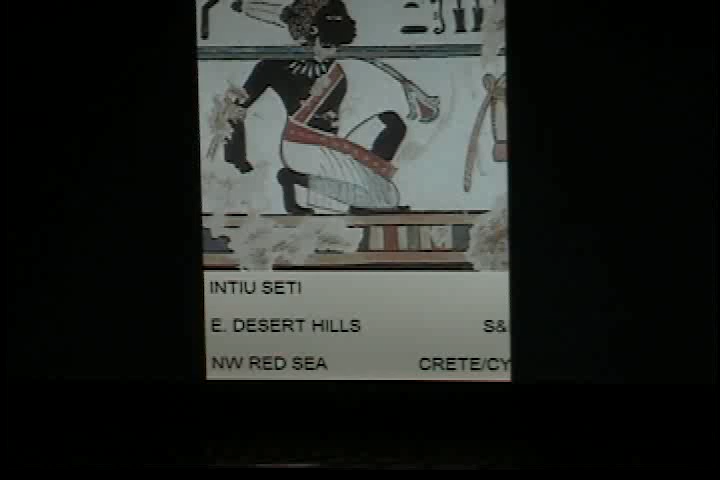 INTIU SETI
E. DESERT HILLS S&
NW RED SEA CRETE/CY